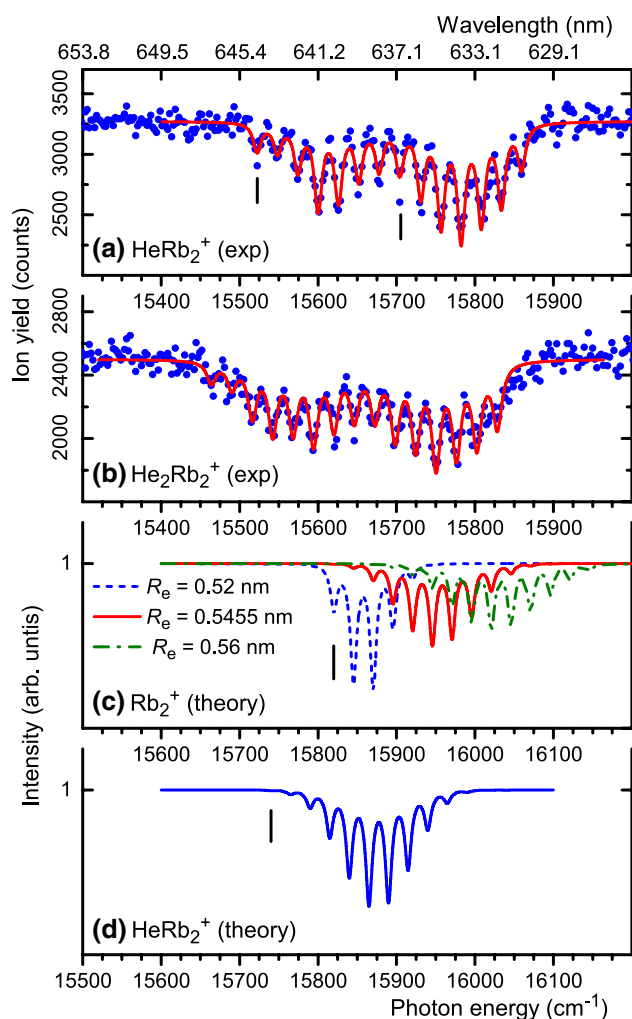 Wavelength (nm)
653.8 649.5 645.4 641.2 637.1 633.1 629.1
3500
3000
2500
(a) HeRb2+ (exp)
15400 15500 15600 15700 15800 15900
Ion yield (counts)
2800
2400
2000
(b) He2Rb2+ (exp)
15400 15500 15600 15700 15800 15900
1
Re = 0.52 nm
Re = 0.5455 nm
Re = 0.56 nm
(c) Rb2+ (theory)
15600 15700 15800 15900 16000 16100
Intensity (arb. untis)
1
(d) HeRb2+ (theory)
15500 15600 15700 15800 15900 16000 16100
Photon energy (cm-1)